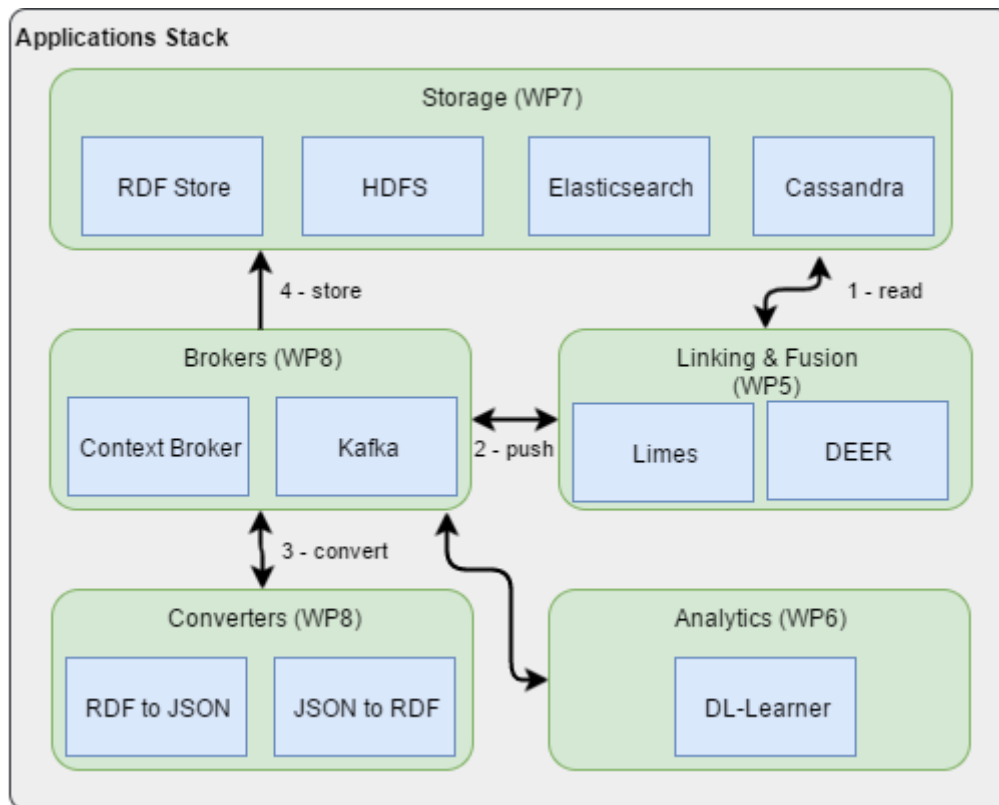 Applications Stack
Storage (WP7)
RDF Store
HDFS
Elasticsearch
Cassandra
4 - store
1 - read
Brokers (WP8)
Context Broker
Kafka
2 - push
Linking & Fusion
(WP5)
Limes
DEER
3 - convert
Converters (WP8)
RDF to JSON
JSON to RDF
Analytics (WP6)
DL-Learner